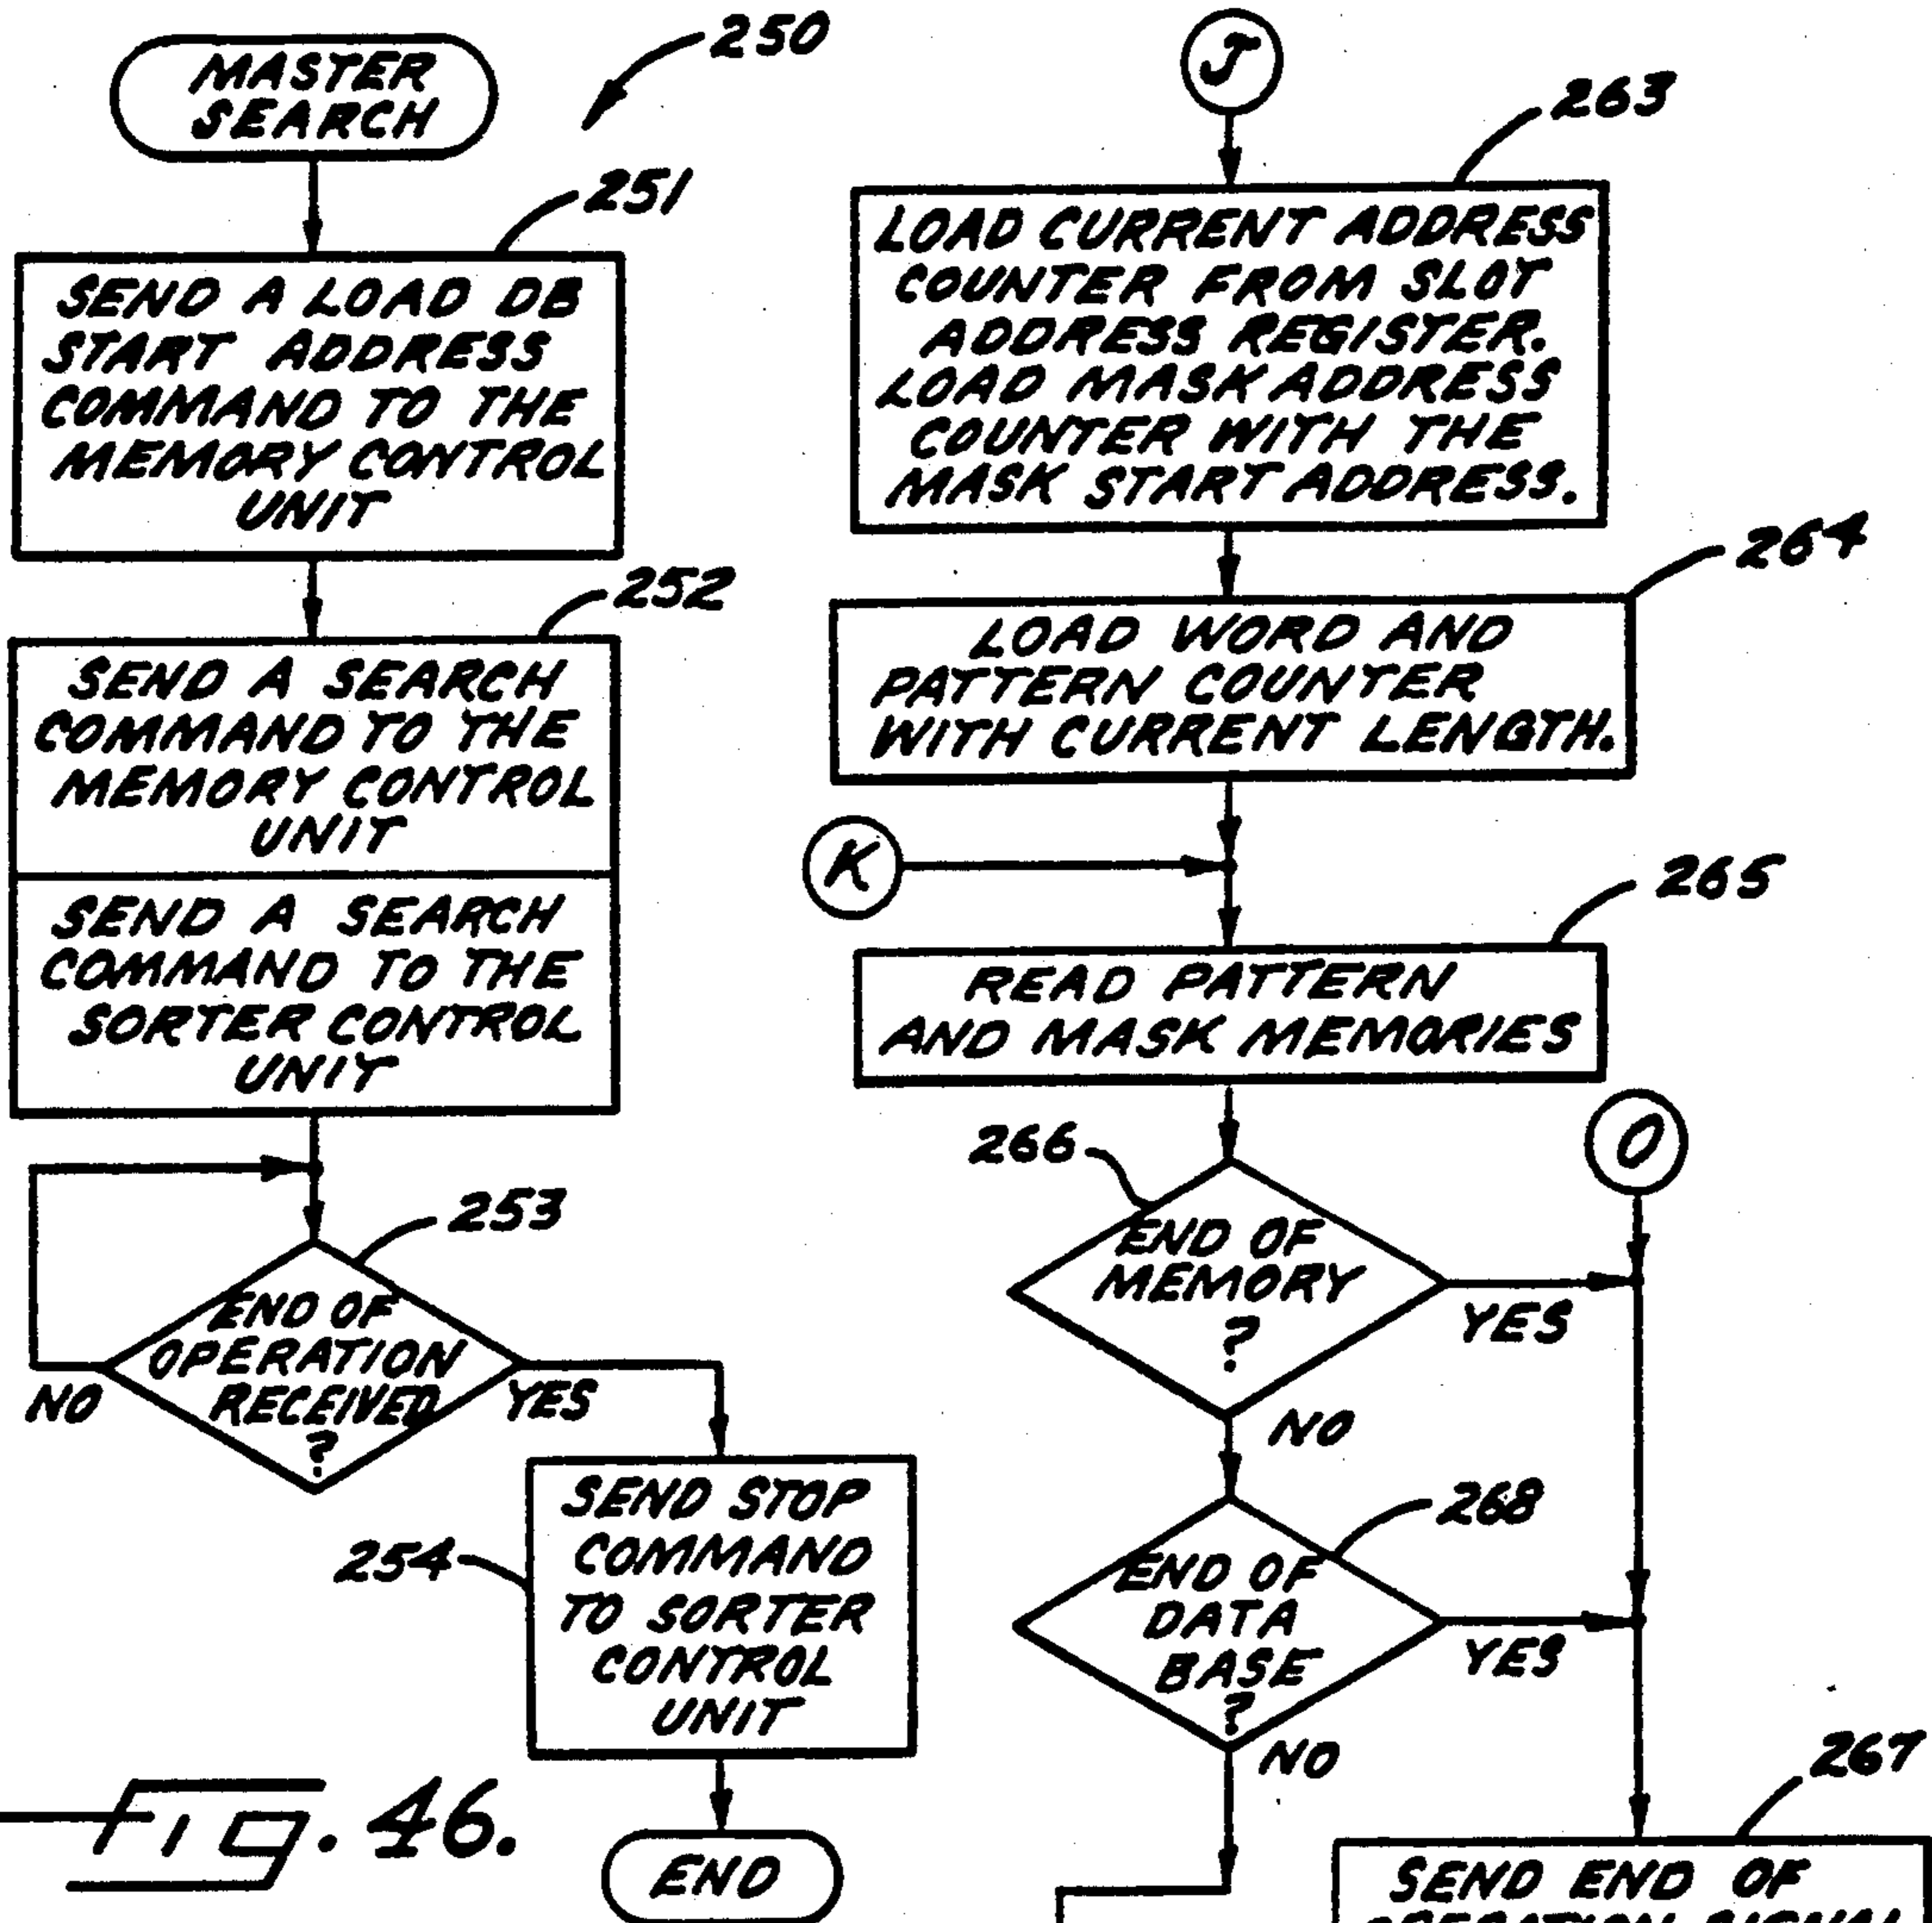 MASTER
SEARCH
250
251
SEND A LOAD DB
START ADDRESS
COMMAND TO THE
MEMORY CONTROL
UNIT
252
SEND A SEARCH
COMMAND TO THE
MEMORY CONTROL
UNIT
SEND A SEARCH
COMMAND TO THE
SORTER CONTROL
UNIT
253
END OF
OPERATION
RECEIVED
?
NO
YES
254
SEND STOP
COMMAND
TO SORTER
CONTROL
UNIT
END
FIG. 46.
J
263
LOAD CURRENT ADDRESS
COUNTER FROM SLOT
ADDRESS REGISTER.
LOAD MASK ADDRESS
COUNTER WITH THE
MASK START ADDRESS.
264
LOAD WORD AND
PATTERN COUNTER
WITH CURRENT LENGTH.
K
265
READ PATTERN
AND MASK MEMORIES
O
266
END OF
MEMORY
?
YES
NO
268
END OF
DATA
BASE
?
YES
NO
267
SEND END OF
OPERATION SIGNAL